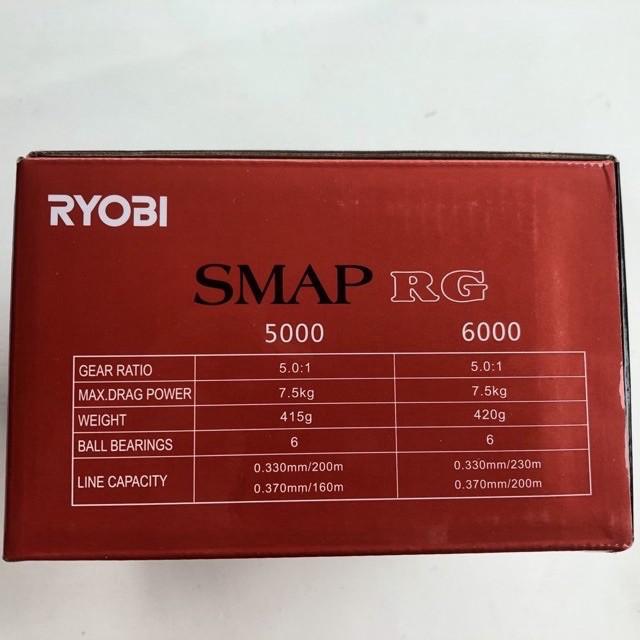 RYOBI
SMAP RG
5000 6000
GEAR RATIO 5.0:1 5.0:1
MAX.DRAG POWER 7.5kg 7.5kg
WEIGHT 415g 420g
BALL BEARINGS 6 6
LINE CAPACITY 0.330mm/200m 0.330mm/230m
0.370mm/160m 0.370mm/200m